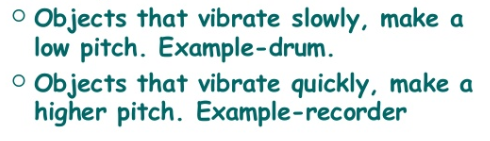 ○ Objects that vibrate slowly, make a
low pitch. Example-drum.
○ Objects that vibrate quickly, make a
higher pitch. Example-recorder